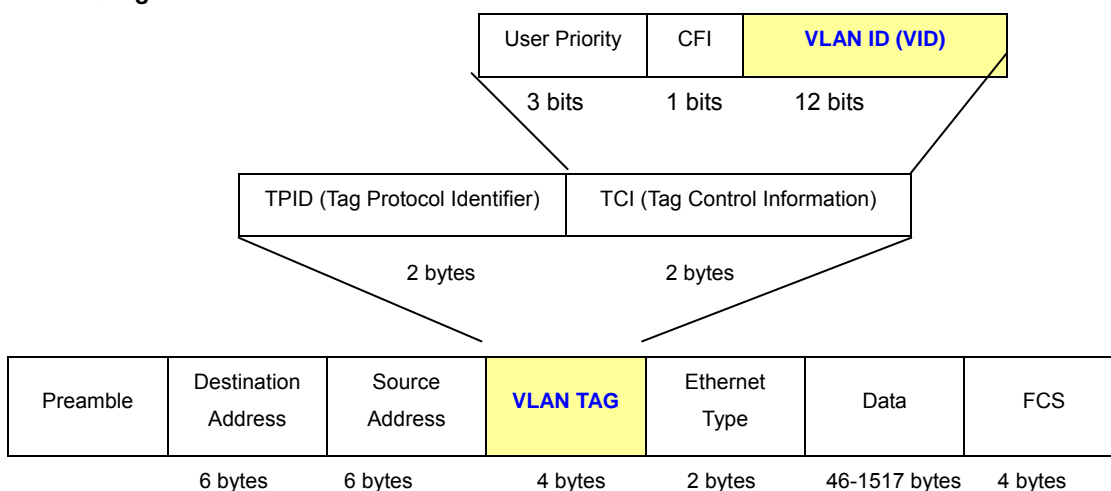 User Priority CFI VLAN ID (VID)
3 bits 1 bits 12 bits
TPID (Tag Protocol Identifier) TCI (Tag Control Information)
2 bytes 2 bytes
Preamble Destination Address Source Address VLAN TAG Ethernet Type Data FCS
6 bytes 6 bytes 4 bytes 2 bytes 46-1517 bytes 4 bytes